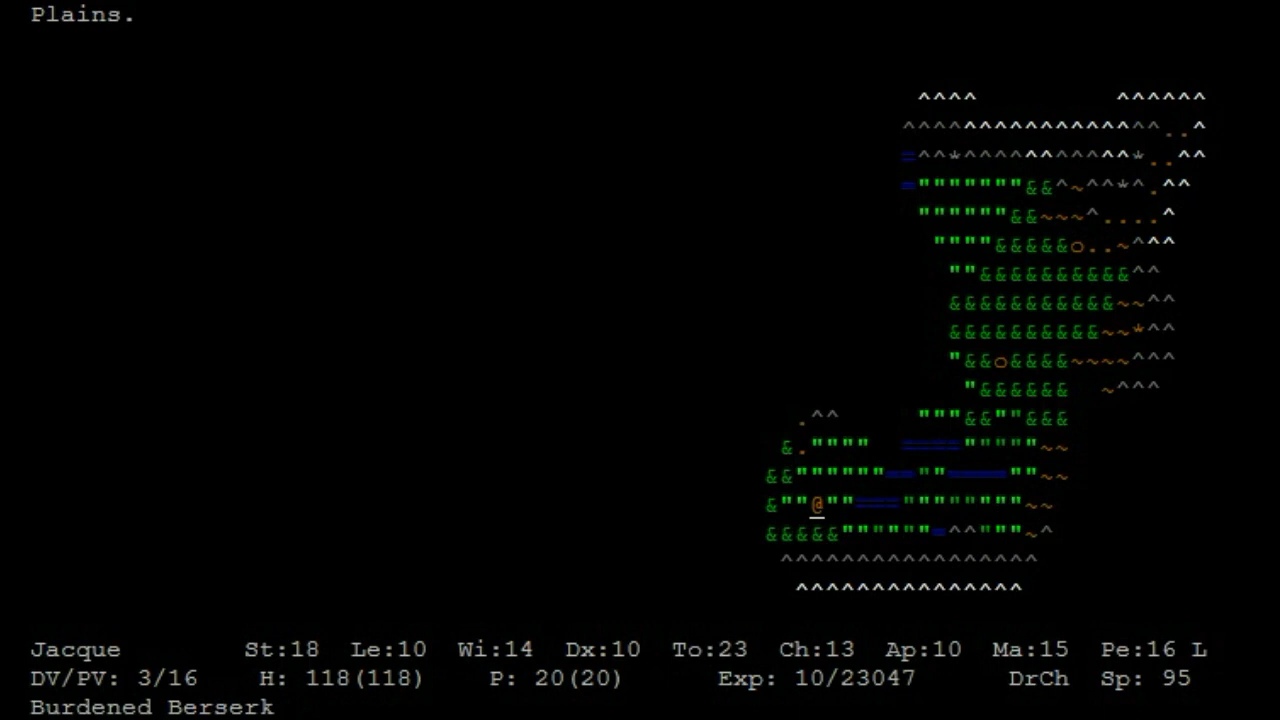 Plains.
^^^^ ^^^^^^
^^^^^^^^^^^^^^^^^..^
=^^*^^^^^^^^^^^*..^^
="""""""&&^~^^*^.^^
""""""&&~~~^....^
""""&&&&&o..~^^^
""&&&&&&&&&&^^
&&&&&&&&&&&~~^^
&&&&&&&&&&~~*^^
"&&o&&&&~~~~^^^
"&&&&&& ~^^^
.^^ """&&""&&&
&."""" ===="""""~~
&&""""""==""====""~~
&""@""===""""""""~~
&&&&&""""""=^^"""~^
^^^^^^^^^^^^^^^^^
^^^^^^^^^^^^^^^
Jacque St:18 Le:10 Wi:14 Dx:10 To:23 Ch:13 Ap:10 Ma:15 Pe:16 L
DV/PV: 3/16 H: 118(118) P: 20(20) Exp: 10/23047 DrCh Sp: 95
Burdened Berserk